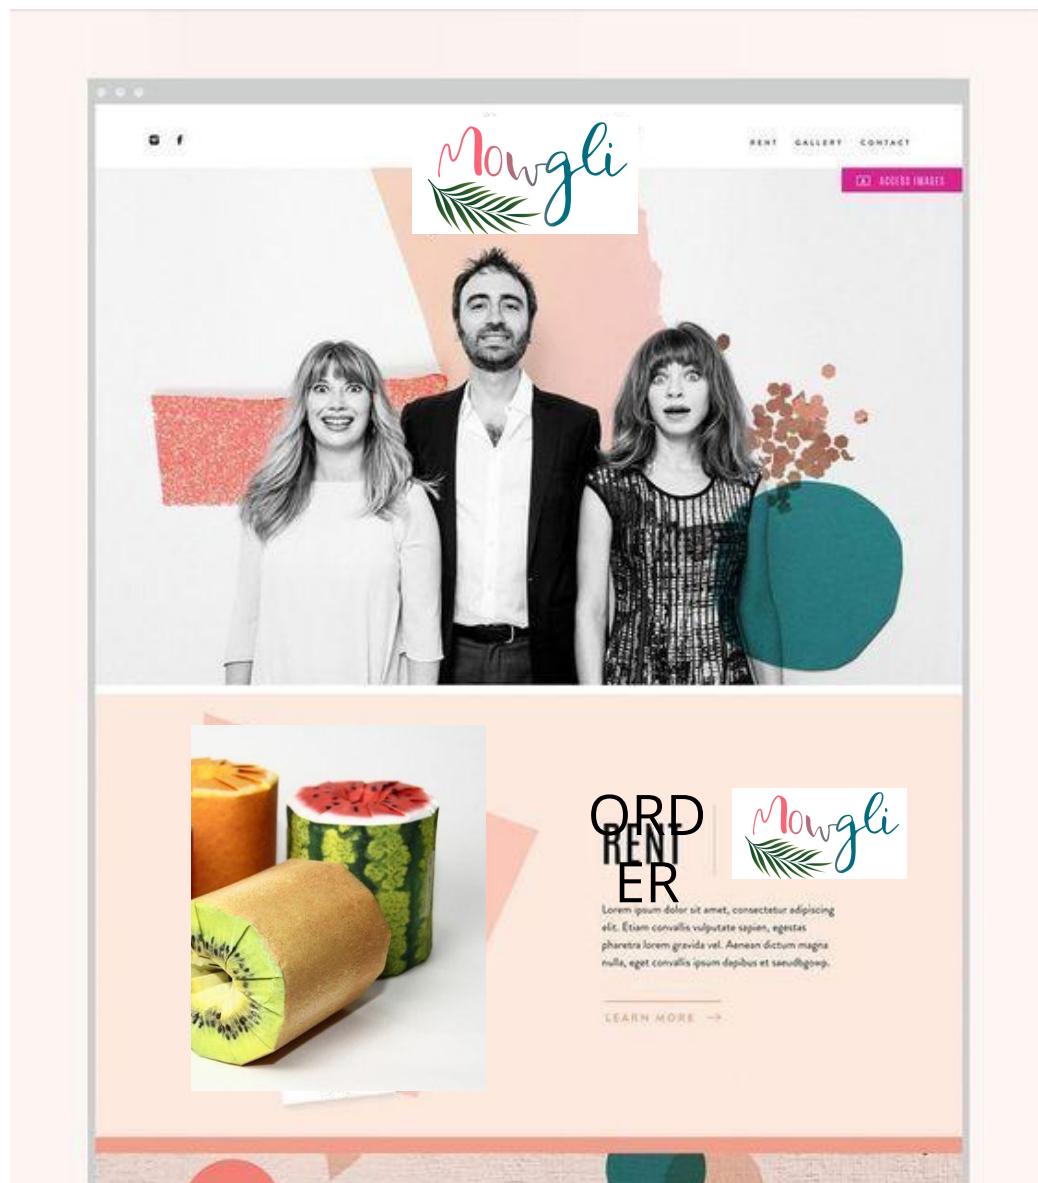 Mowgli
RENT GALLERY CONTACT
ACCESS IMAGES
ORD
RENT
ER
Mowgli
Lorem ipsum dolor sit amet, consectetur adipiscing
elit. Etiam convallis vulputate sapien, egestas
pharetra lorem gravida vel. Aenean dictum magna
nulla, eget convallis ipsum dapibus et
LEARN MORE